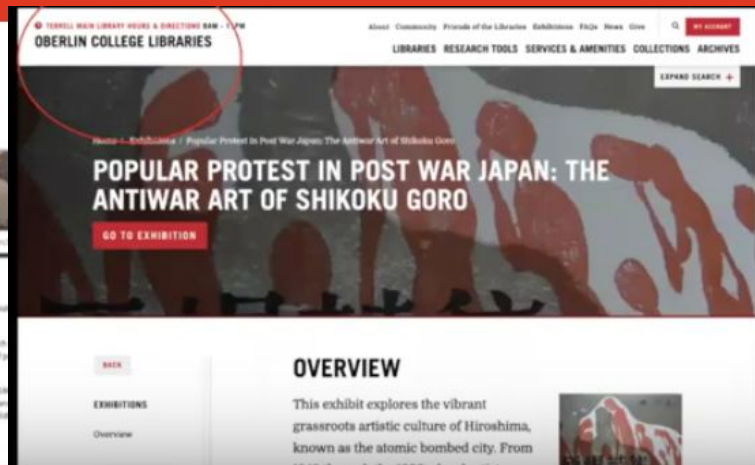 TERRELL MAIN LIBRARY HOURS & DIRECTIONS 8AM -
OBERLIN COLLEGE LIBRARIES
About Community Friends of the Libraries Exhibitions FAQs News Give
MY ACCOUNT
LIBRARIES RESEARCH TOOLS SERVICES & AMENITIES COLLECTIONS ARCHIVES
EXPAND SEARCH +
Home / Exhibitions / Popular Protest in Post War Japan: The Antiwar Art of Shikoku Goro
POPULAR PROTEST IN POST WAR JAPAN: THE
ANTIWAR ART OF SHIKOKU GORO
GO TO EXHIBITION
BACK
EXHIBITIONS
Overview
OVERVIEW
This exhibit explores the vibrant
grassroots artistic culture of Hiroshima,
known as the atomic bombed city. From